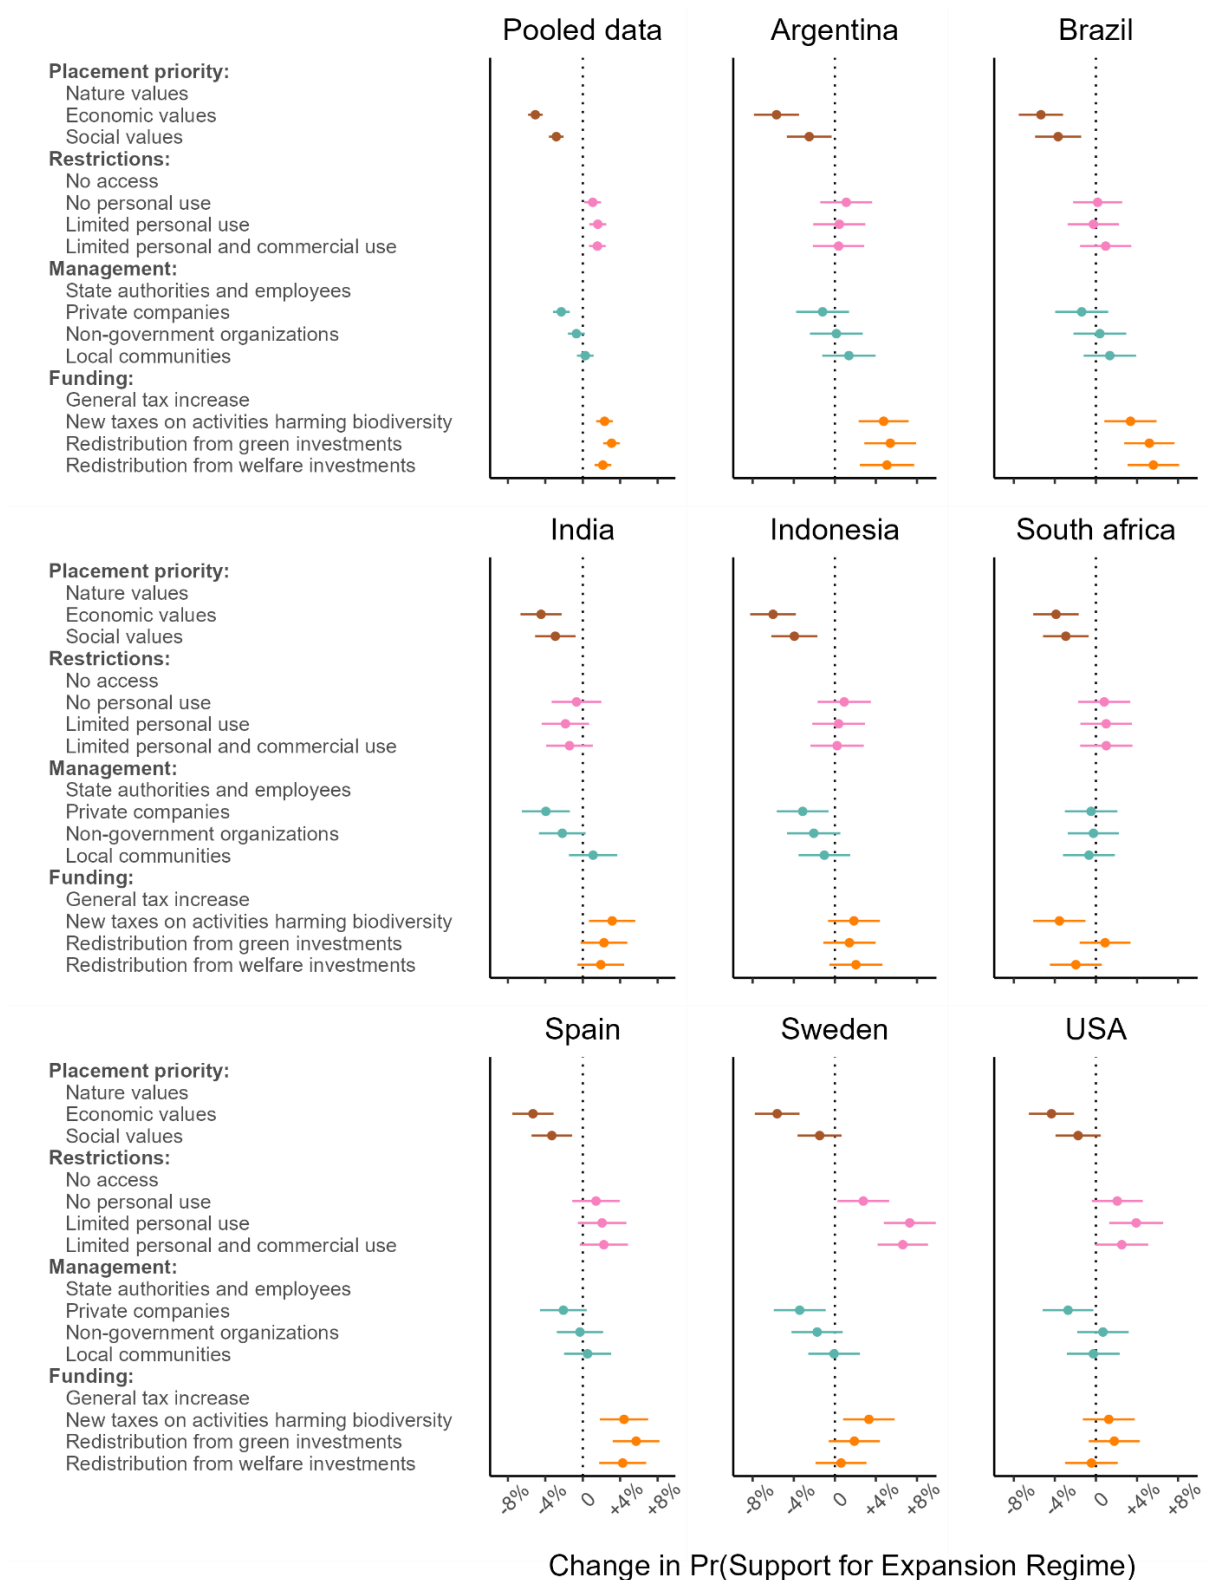 Pooled data Argentina Brazil
Placement priority:
Nature values
Economic values
Social values
Restrictions:
No access
No personal use
Limited personal use
Limited personal and commercial use
Management:
State authorities and employees
Private companies
Non-government organizations
Local communities
Funding:
General tax increase
New taxes on activities harming biodiversity
Redistribution from green investments
Redistribution from welfare investments
India Indonesia South africa
Placement priority:
Nature values
Economic values
Social values
Restrictions:
No access
No personal use
Limited personal use
Limited personal and commercial use
Management:
State authorities and employees
Private companies
Non-government organizations
Local communities
Funding:
General tax increase
New taxes on activities harming biodiversity
Redistribution from green investments
Redistribution from welfare investments
Spain Sweden USA
Placement priority:
Nature values
Economic values
Social values
Restrictions:
No access
No personal use
Limited personal use
Limited personal and commercial use
Management:
State authorities and employees
Private companies
Non-government organizations
Local communities
Funding:
General tax increase
New taxes on activities harming biodiversity
Redistribution from green investments
Redistribution from welfare investments
-8% -4% 0 +4% +8% -8% -4% 0 +4% +8% -8% -4% 0 +4% +8%
Change in Pr(Support for Expansion Regime)